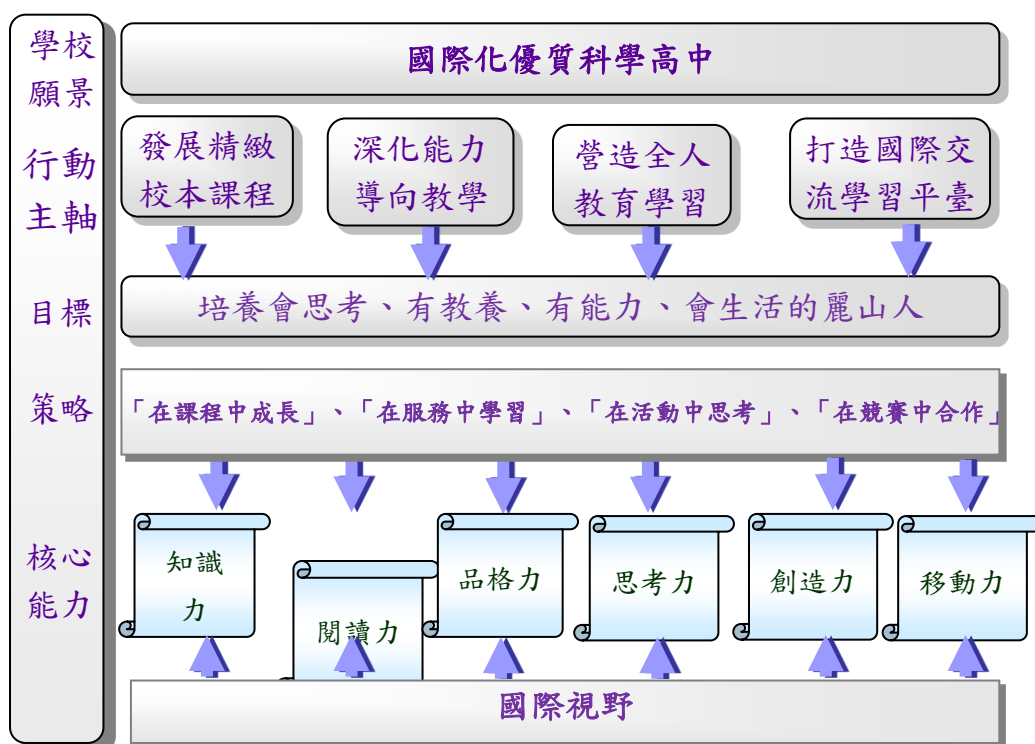 學校
願景
國際化優質科學高中
行動
主軸
發展精緻
校本課程
深化能力
導向教學
營造全人
教育學習
打造國際交
流學習平臺
目標
培養會思考、有教養、有能力、會生活的麗山人
策略
「在課程中成長」、「在服務中學習」、「在活動中思考」、「在競賽中合作」
核心
能力
知識
力
閱讀力
品格力
思考力
創造力
移動力
國際視野